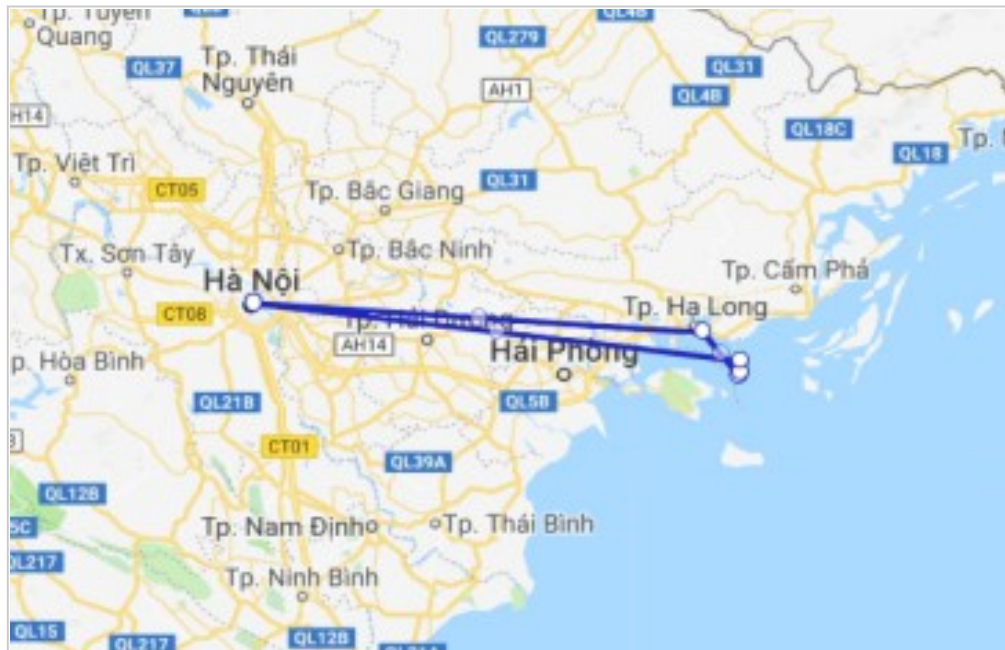 Tp. Tuyên
Quang
QL279
QL4B
QL37
Tp. Thái
Nguyên
AH1
QL31
QL4B
H14
QL18C
QL18
Tp. Việt Trì
CT05
Tp. Bắc Giang
QL31
Tp. Bắc Ninh
Tx. Sơn Tây
Tp. Cẩm Phả
Hà Nội
Tp. Hạ Long
CT08
AH14
Hải Phòng
p. Hòa Bình
QL21B
QL5B
CT01
QL39A
QL12B
5C
Tp. Nam Định
Tp. Thái Bình
QL217
Tp. Ninh Bình
QL15
QL217
QL12B